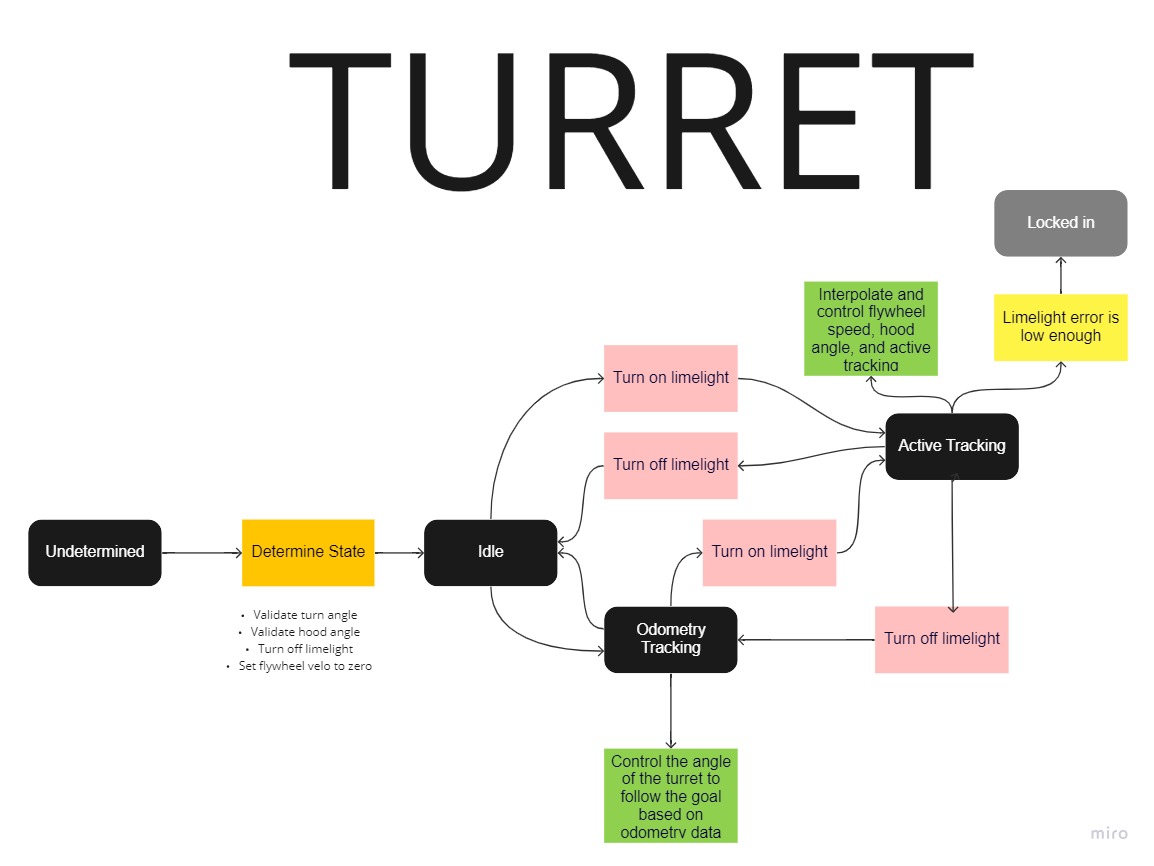 TURRET
Locked in
Interpolate and
control flywheel
speed, hood
angle, and active
tracking
Limelight error is
low enough
Turn on limelight
Active Tracking
Turn off limelight
Undetermined
Determine State
Idle
Turn on limelight
• Validate turn angle
• Validate hood angle
• Turn off limelight
• Set flywheel velo to zero
Odometry
Tracking
Turn off limelight
Control the angle
of the turret to
follow the goal
based on
odometry data
miro